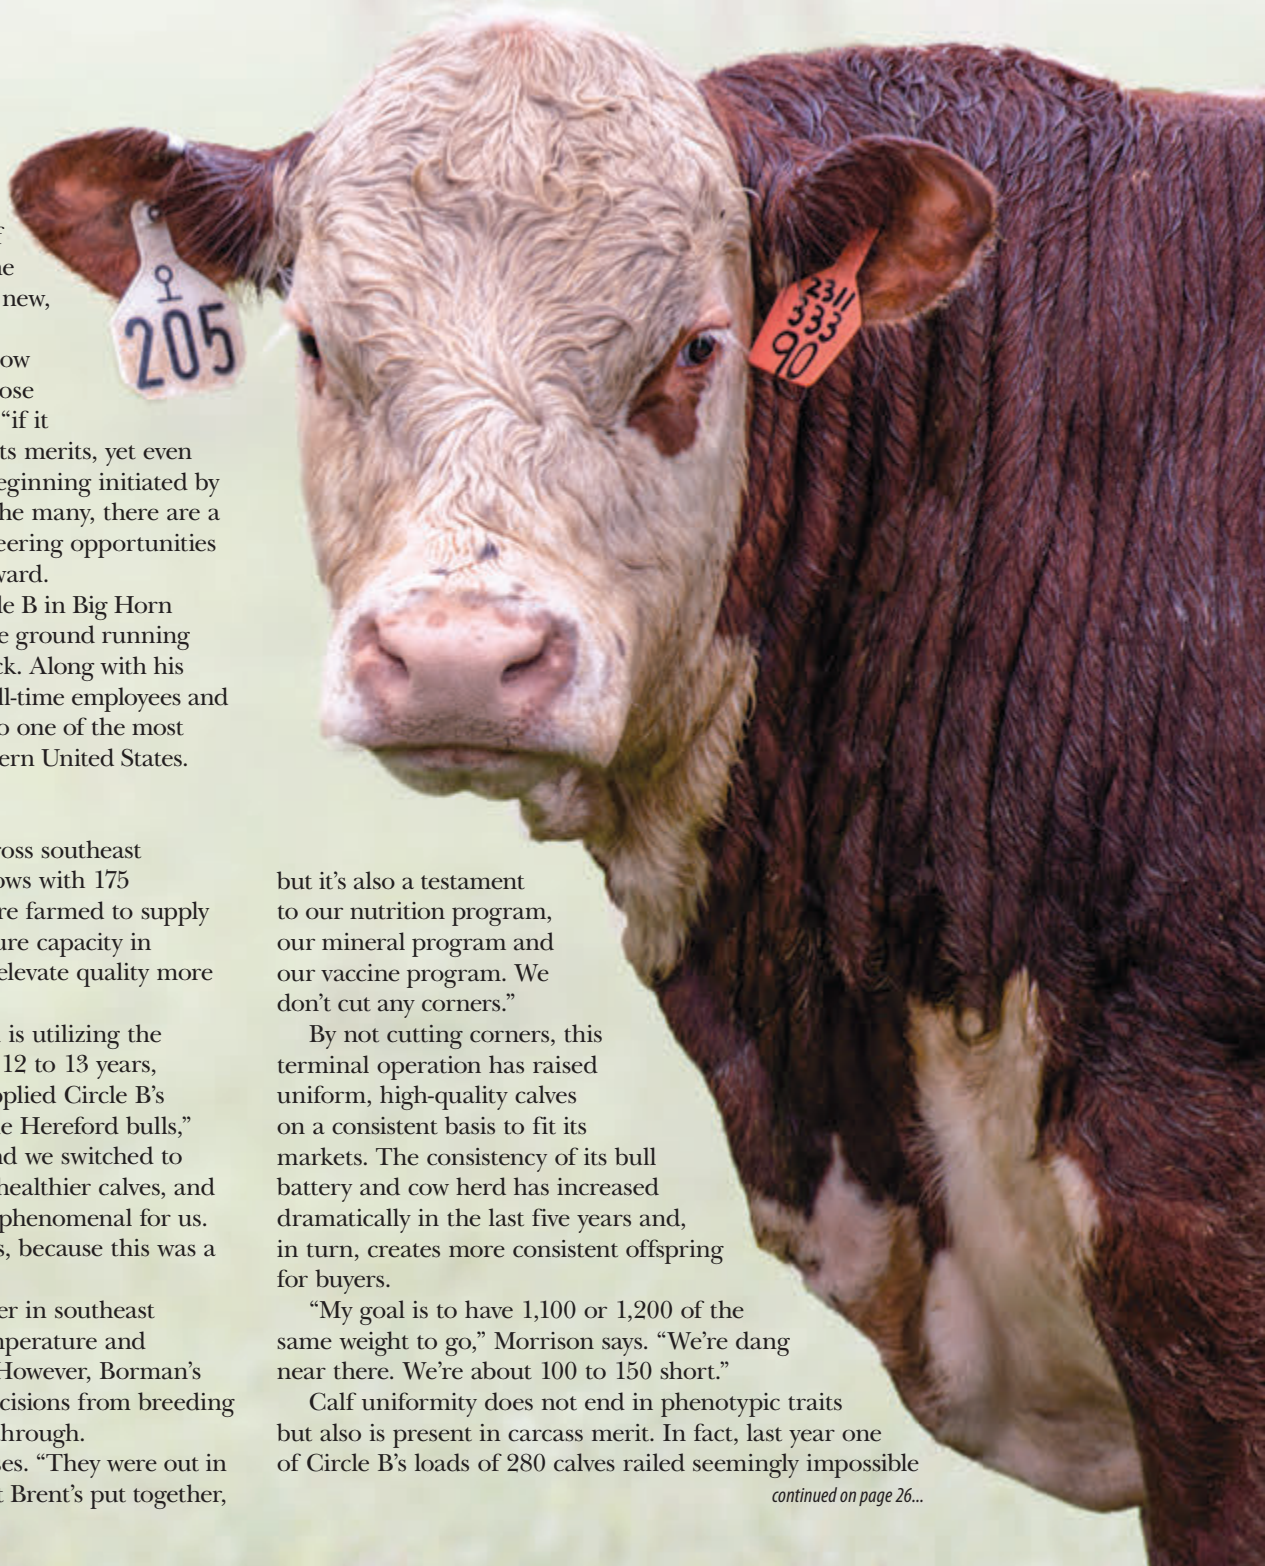 205
2311
333
90
f
ne
new,
ow
ose
“if it
ts merits, yet even
eginning initiated by
he many, there are a
eering opportunities
ward.
le B in Big Horn
e ground running
ck. Along with his
ll-time employees and
o one of the most
ern United States.
ross southeast
ows with 175
re farmed to supply
ure capacity in
elevate quality more
is utilizing the
12 to 13 years,
pplied Circle B’s
e Hereford bulls,”
nd we switched to
healthier calves, and
phenomenal for us.
s, because this was a
er in southeast
mperature and
However, Borman’s
cisions from breeding
through.
ses. “They were out in
t Brent’s put together,
but it’s also a testament
to our nutrition program,
our mineral program and
our vaccine program. We
don’t cut any corners.”
By not cutting corners, this
terminal operation has raised
uniform, high-quality calves
on a consistent basis to fit its
markets. The consistency of its bull
battery and cow herd has increased
dramatically in the last five years and,
in turn, creates more consistent offspring
for buyers.
“My goal is to have 1,100 or 1,200 of the
same weight to go,” Morrison says. “We’re dang
near there. We’re about 100 to 150 short.”
Calf uniformity does not end in phenotypic traits
but also is present in carcass merit. In fact, last year one
of Circle B’s loads of 280 calves railed seemingly impossible
continued on page 26...